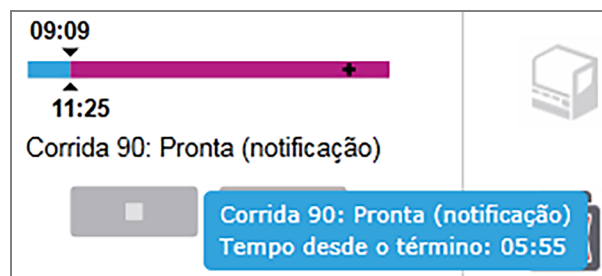 09:09
11:25
Corrida 90: Pronta (notificação)
Corrida 90: Pronta (notificação)
Tempo desde o término: 05:55